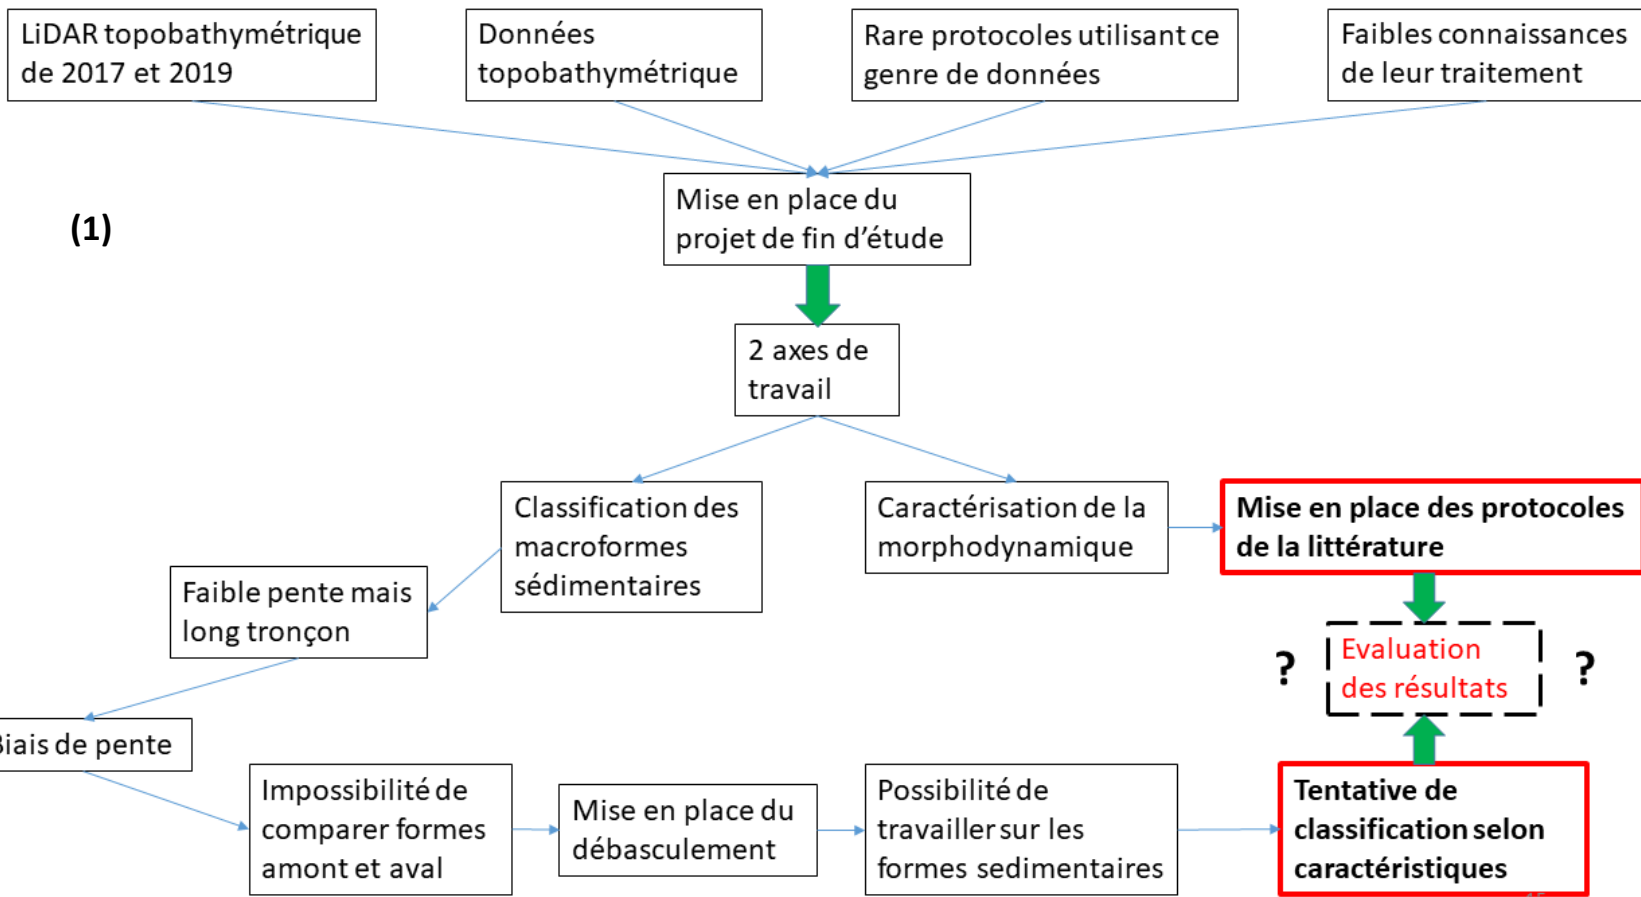 LiDAR topobathymétrique
de 2017 et 2019
Données
topobathymétrique
Rare protocoles utilisant ce
genre de données
Faibles connaissances
de leur traitement
(1)
Mise en place du
projet de fin d'étude
2 axes de
travail
Classification des
macroformes
sédimentaires
Caractérisation de la
morphodynamique
Mise en place des protocoles
de la littérature
Faible pente mais
long tronçon
?
Evaluation
des résultats
?
Biais de pente
Impossibilité de
comparer formes
amont et aval
Mise en place du
débasculement
Possibilité de
travailler sur les
formes sedimentaires
Tentative de
classification selon
caractéristiques